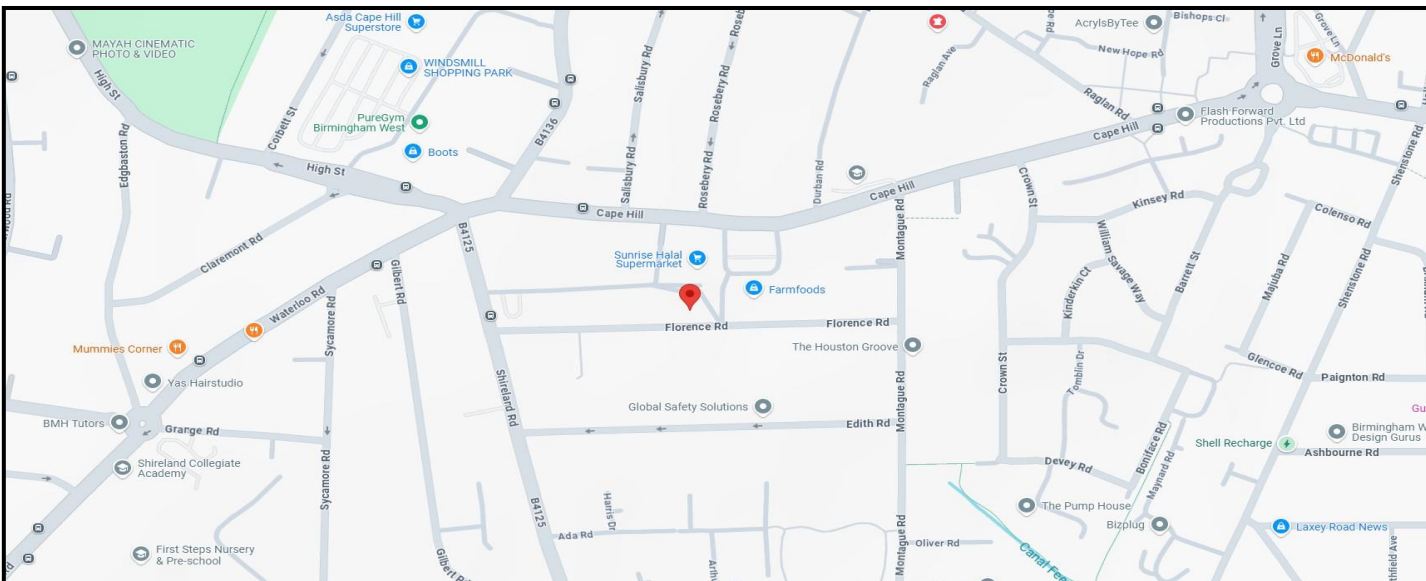 Asda Cape Hill
Superstore
MAYAH CINEMATIC
PHOTO & VIDEO
WINDSMILL
SHOPPING PARK
PureGym
Birmingham West
Boots
High St
High St
Corbett St
Edgbaston Rd
B4136
Salisbury Rd
Salisbury Rd
Rosebery Rd
Rosebery Rd
Raglan Ave
Raglan Rd
AcrylsByTee
Bishops Cl
New Hope Rd
Grove Ln
Grove Ln
McDonald's
Flash Forward
Productions Pvt. Ltd
Cape Hill
Cape Hill
Cape Hill
Durban Rd
Crown St
Kinsey Rd
Shenstone Rd
Colenso Rd
Claremont Rd
B4125
Gilbert Rd
Sunrise Halal
Supermarket
Farmfoods
Montague Rd
William Savage Way
Kinderkin Ct
Barrett St
Majuba Rd
Shenstone Rd
Waterloo Rd
Sycamore Rd
Florence Rd
Florence Rd
The Houston Groove
Mummies Corner
Yas Hairstudio
Shireland Rd
Crown St
Tomblin Dr
Glencoe Rd
Paignton Rd
Global Safety Solutions
Montague Rd
BMH Tutors
Grange Rd
Edith Rd
Boniface Rd
Maynard Rd
Shell Recharge
Design Gurus
Ashbourne Rd
Shireland Collegiate
Academy
Sycamore Rd
Devey Rd
B4125
Harris Dr
Ada Rd
The Pump House
Bizplug
Laxey Road News
First Steps Nursery
& Pre-school
Montague Rd
Oliver Rd